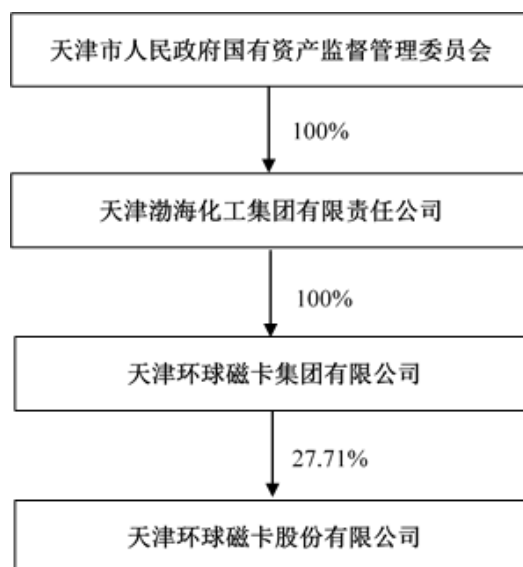 天津市人民政府国有资产监督管理委员会
100%
天津渤海化工集团有限责任公司
100%
天津环球磁卡集团有限公司
27.71%
天津环球磁卡股份有限公司